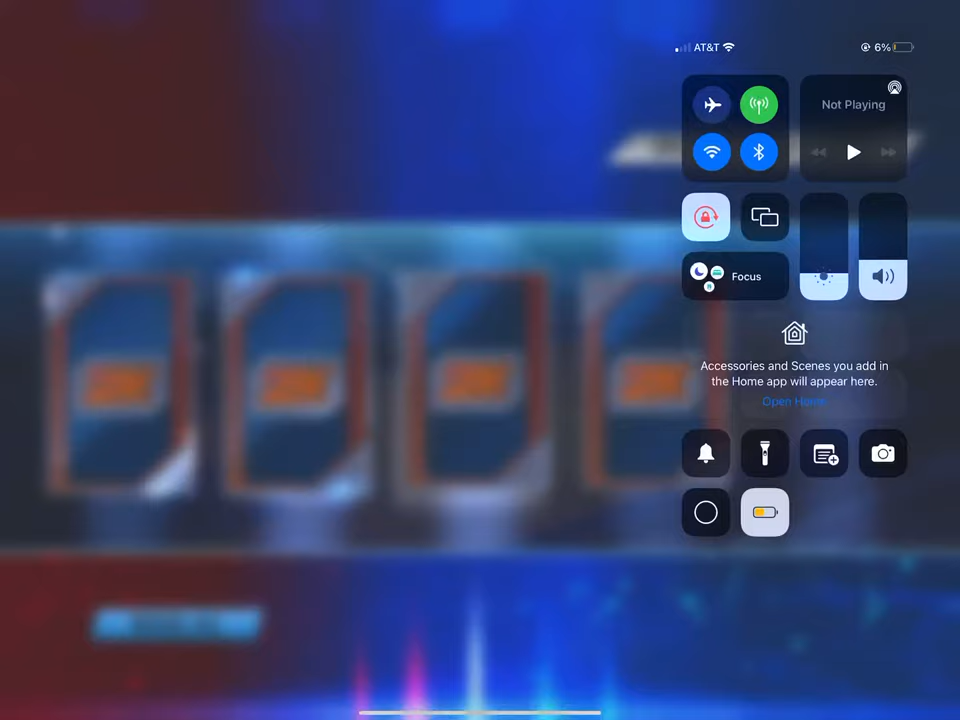 AT&T
6%
Not Playing
Focus
Accessories and Scenes you add in
the Home app will appear here.
Open Home